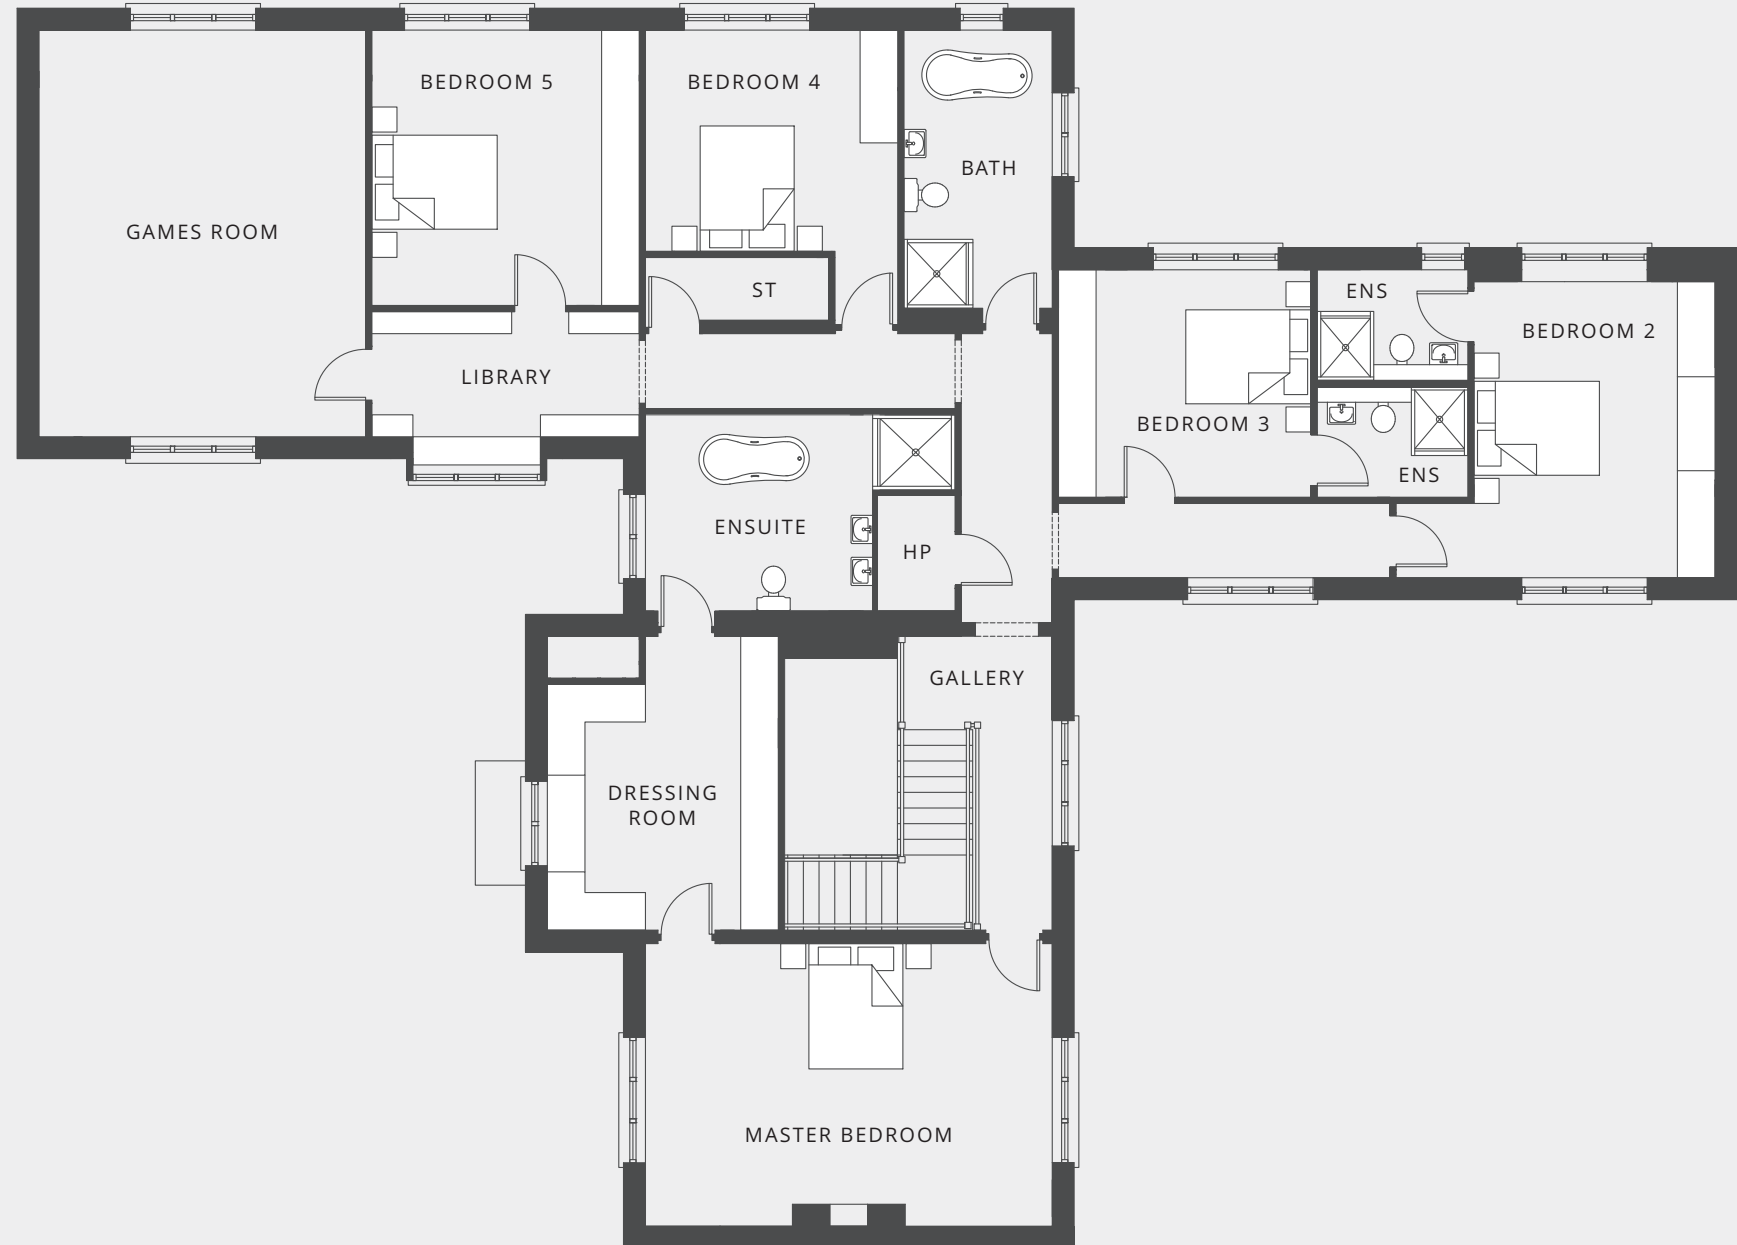 BEDROOM 5
BEDROOM 4
BATH
GAMES ROOM
ST
ENS
BEDROOM 2
LIBRARY
BEDROOM 3
ENS
ENSUITE
HP
GALLERY
DRESSING
ROOM
MASTER BEDROOM